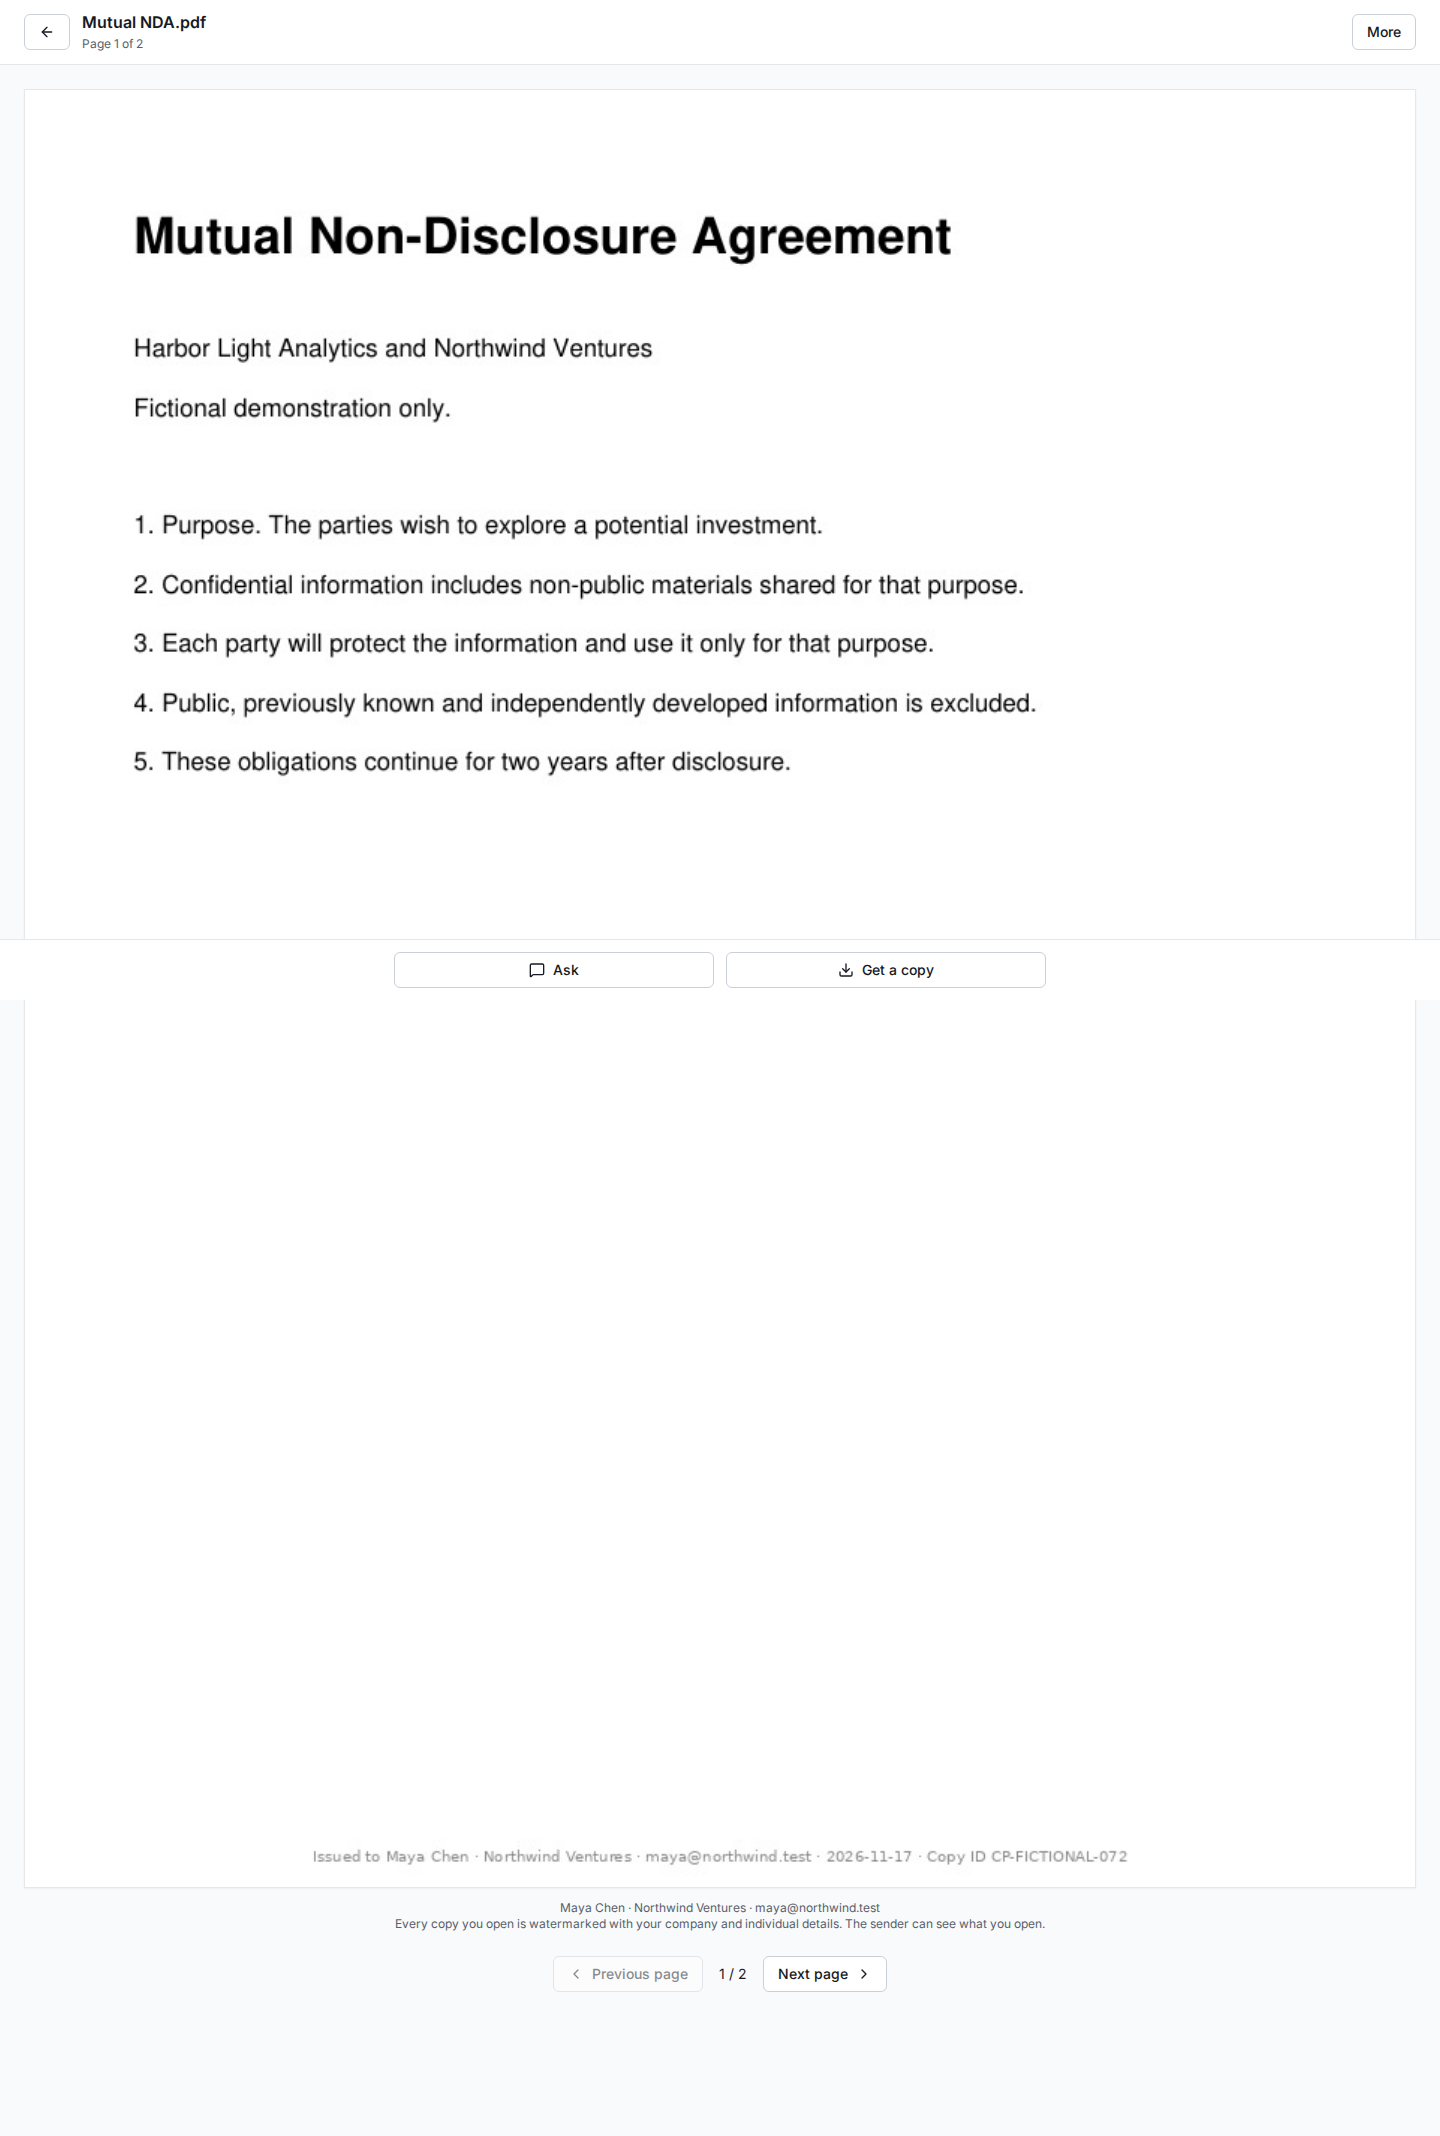 Mutual NDA.pdf
Page 1 of 2
More
Mutual Non-Disclosure Agreement
Harbor Light Analytics and Northwind Ventures
Fictional demonstration only.
1. Purpose. The parties wish to explore a potential investment.
2. Confidential information includes non-public materials shared for that purpose.
3. Each party will protect the information and use it only for that purpose.
4. Public, previously known and independently developed information is excluded.
5. These obligations continue for two years after disclosure.
Ask
Get a copy
Issued to Maya Chen · Northwind Ventures · maya@northwind.test · 2026-11-17 · Copy ID CP-FICTIONAL-072
Maya Chen · Northwind Ventures · maya@northwind.test
Every copy you open is watermarked with your company and individual details. The sender can see what you open.
Previous page
1 / 2
Next page